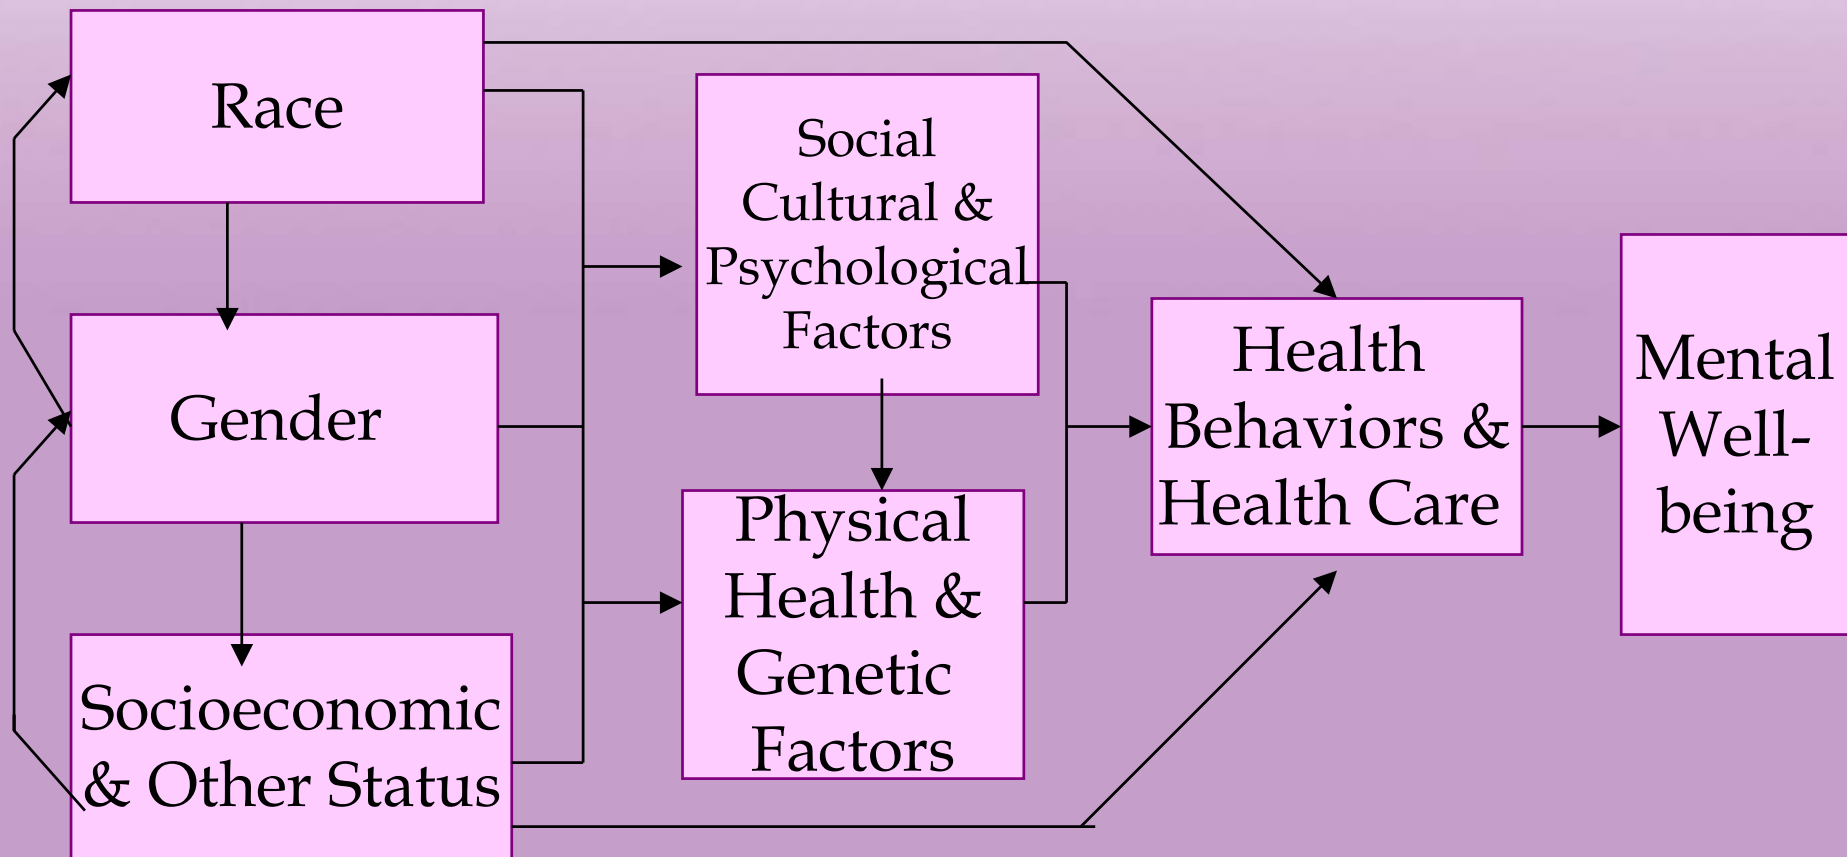 Race
Social
Cultural &
Psychological
Factors
Gender
Health
Behaviors &
Health Care
Mental
Well-
being
Physical
Health &
Genetic
Factors
Socioeconomic
& Other Status